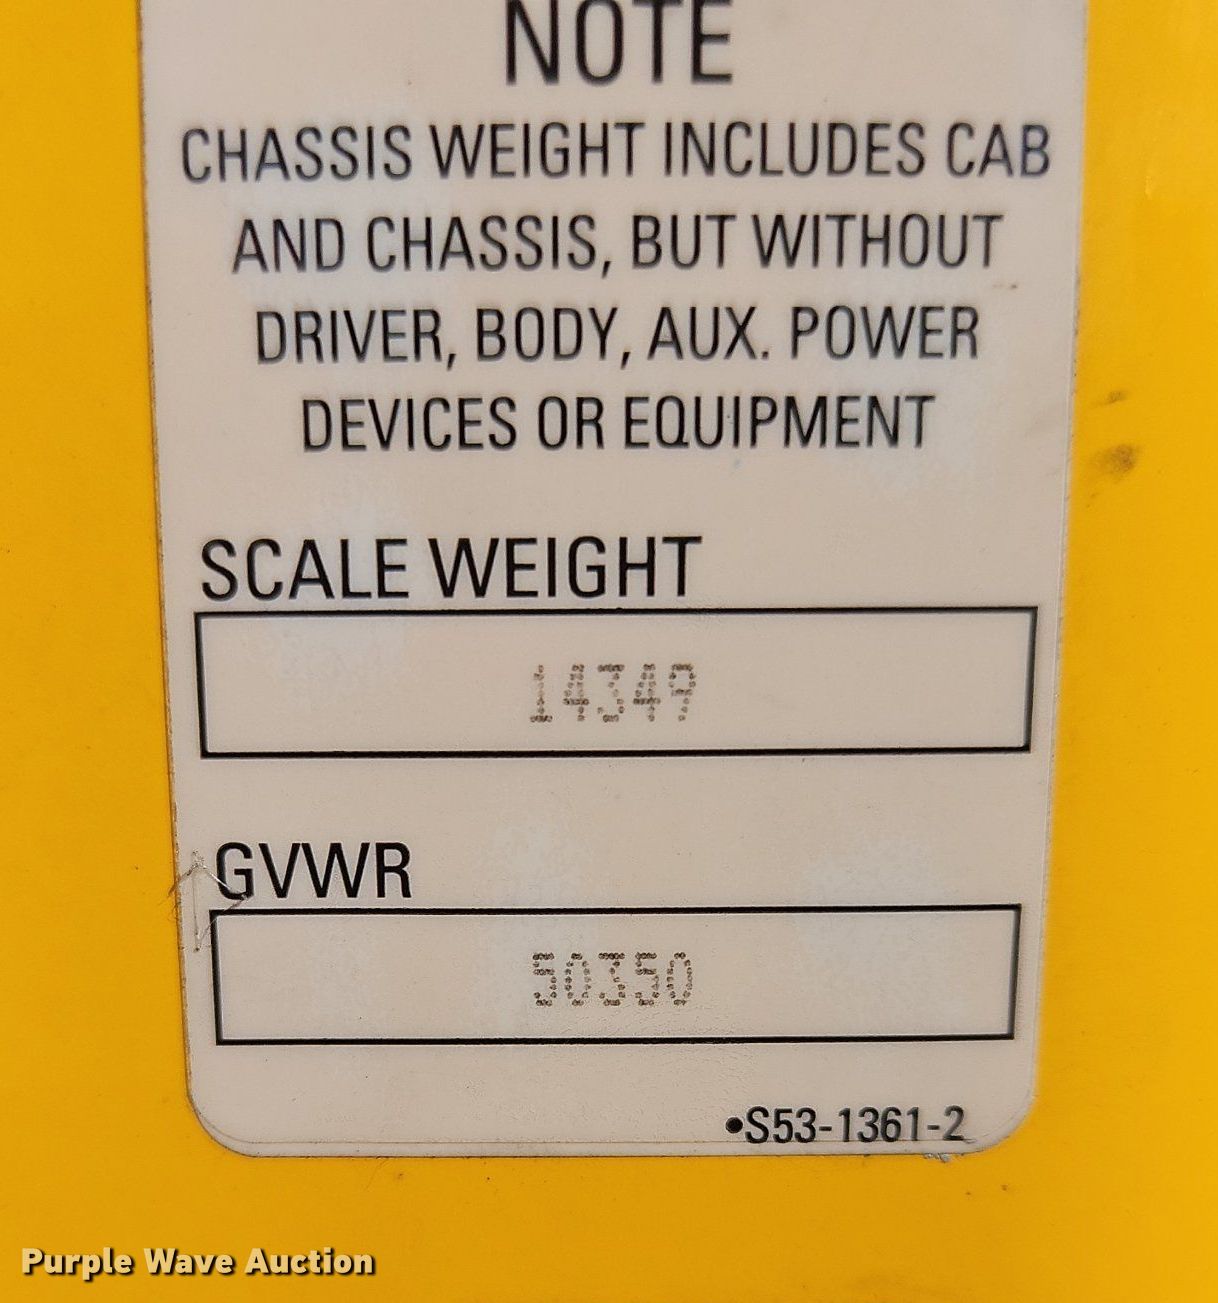 NOTE
CHASSIS WEIGHT INCLUDES CAB
AND CHASSIS, BUT WITHOUT
DRIVER, BODY, AUX. POWER
DEVICES OR EQUIPMENT
SCALE WEIGHT
14349
GVWR
50350
•S53-1361-2
Purple Wave Auction